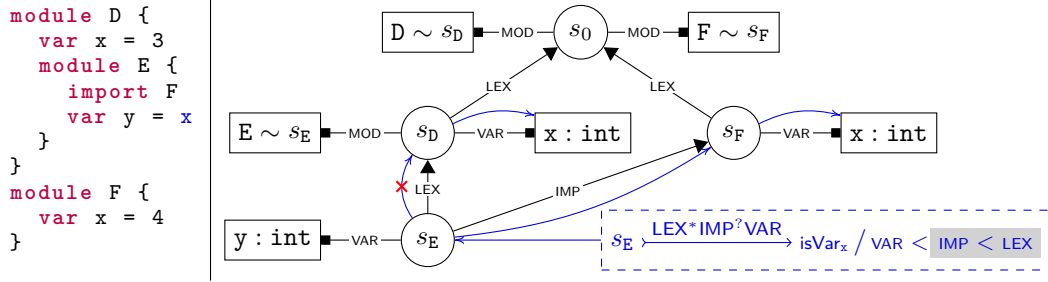 module D {
var x = 3
module E {
import F
var y = x
}
}
module F {
var x = 4
}
D ∼ s_D MOD s_0 MOD F ∼ s_F
LEX LEX
E ∼ s_E MOD s_D VAR x : int s_F VAR x : int
LEX IMP
y : int VAR s_E
s_E LEX*IMP?VAR isVar_x / VAR < IMP < LEX